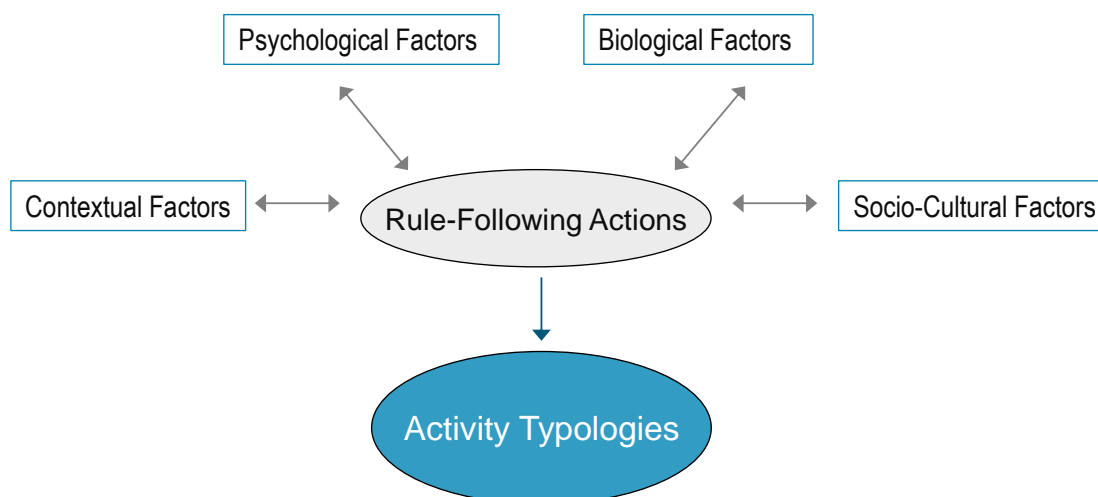 Psychological Factors
Biological Factors
Contextual Factors
Rule-Following Actions
Socio-Cultural Factors
Activity Typologies